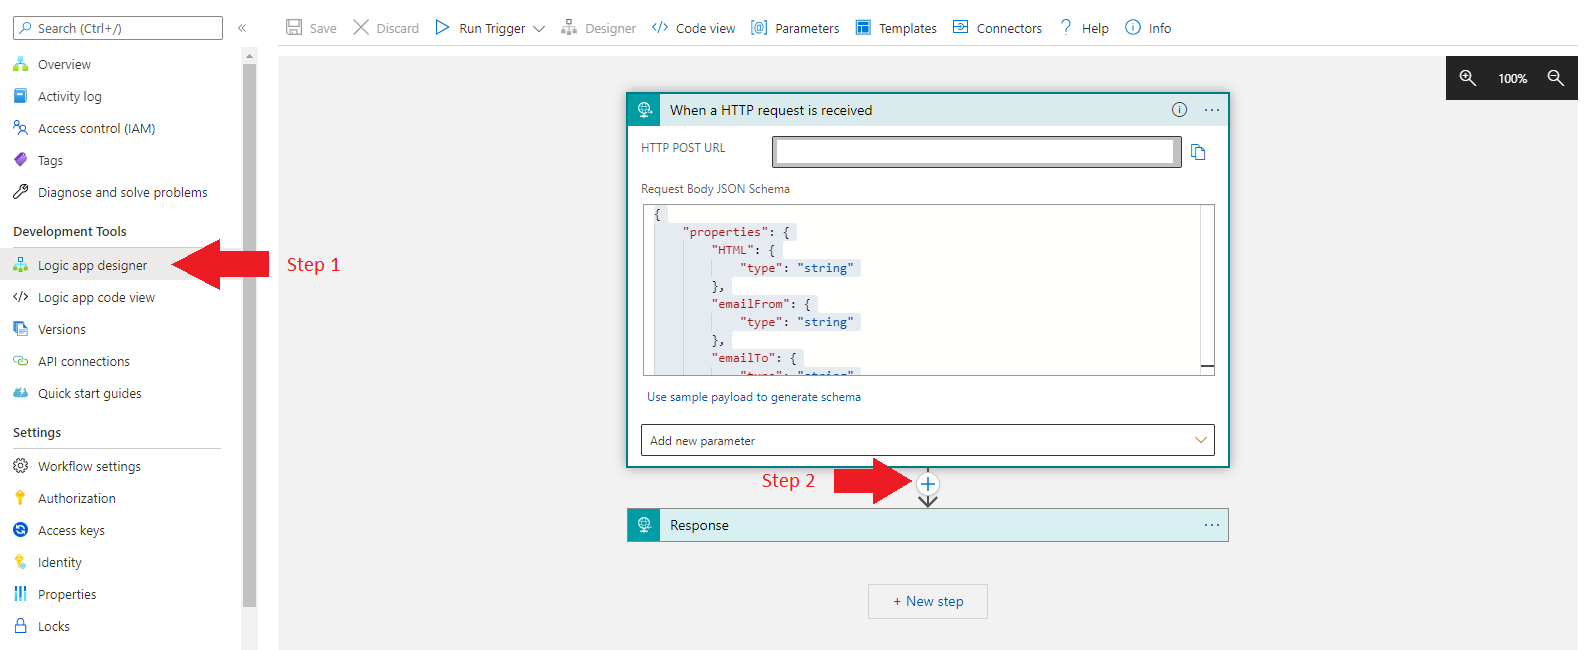 Search (Ctrl+/)
«
Save
Discard
Run Trigger
Designer
</> Code view
[@] Parameters
Templates
Connectors
? Help
Info
Overview
Activity log
Access control (IAM)
Tags
Diagnose and solve problems
Development Tools
Logic app designer
</> Logic app code view
Versions
API connections
Quick start guides
Settings
Workflow settings
Authorization
Access keys
Identity
Properties
Locks
Step 1
100%
When a HTTP request is received
HTTP POST URL
Request Body JSON Schema
{
"properties": {
"HTML": {
"type": "string"
},
"emailFrom": {
"type": "string"
},
"emailTo": {
"type": "string"
Use sample payload to generate schema
Add new parameter
Step 2
Response
+ New step